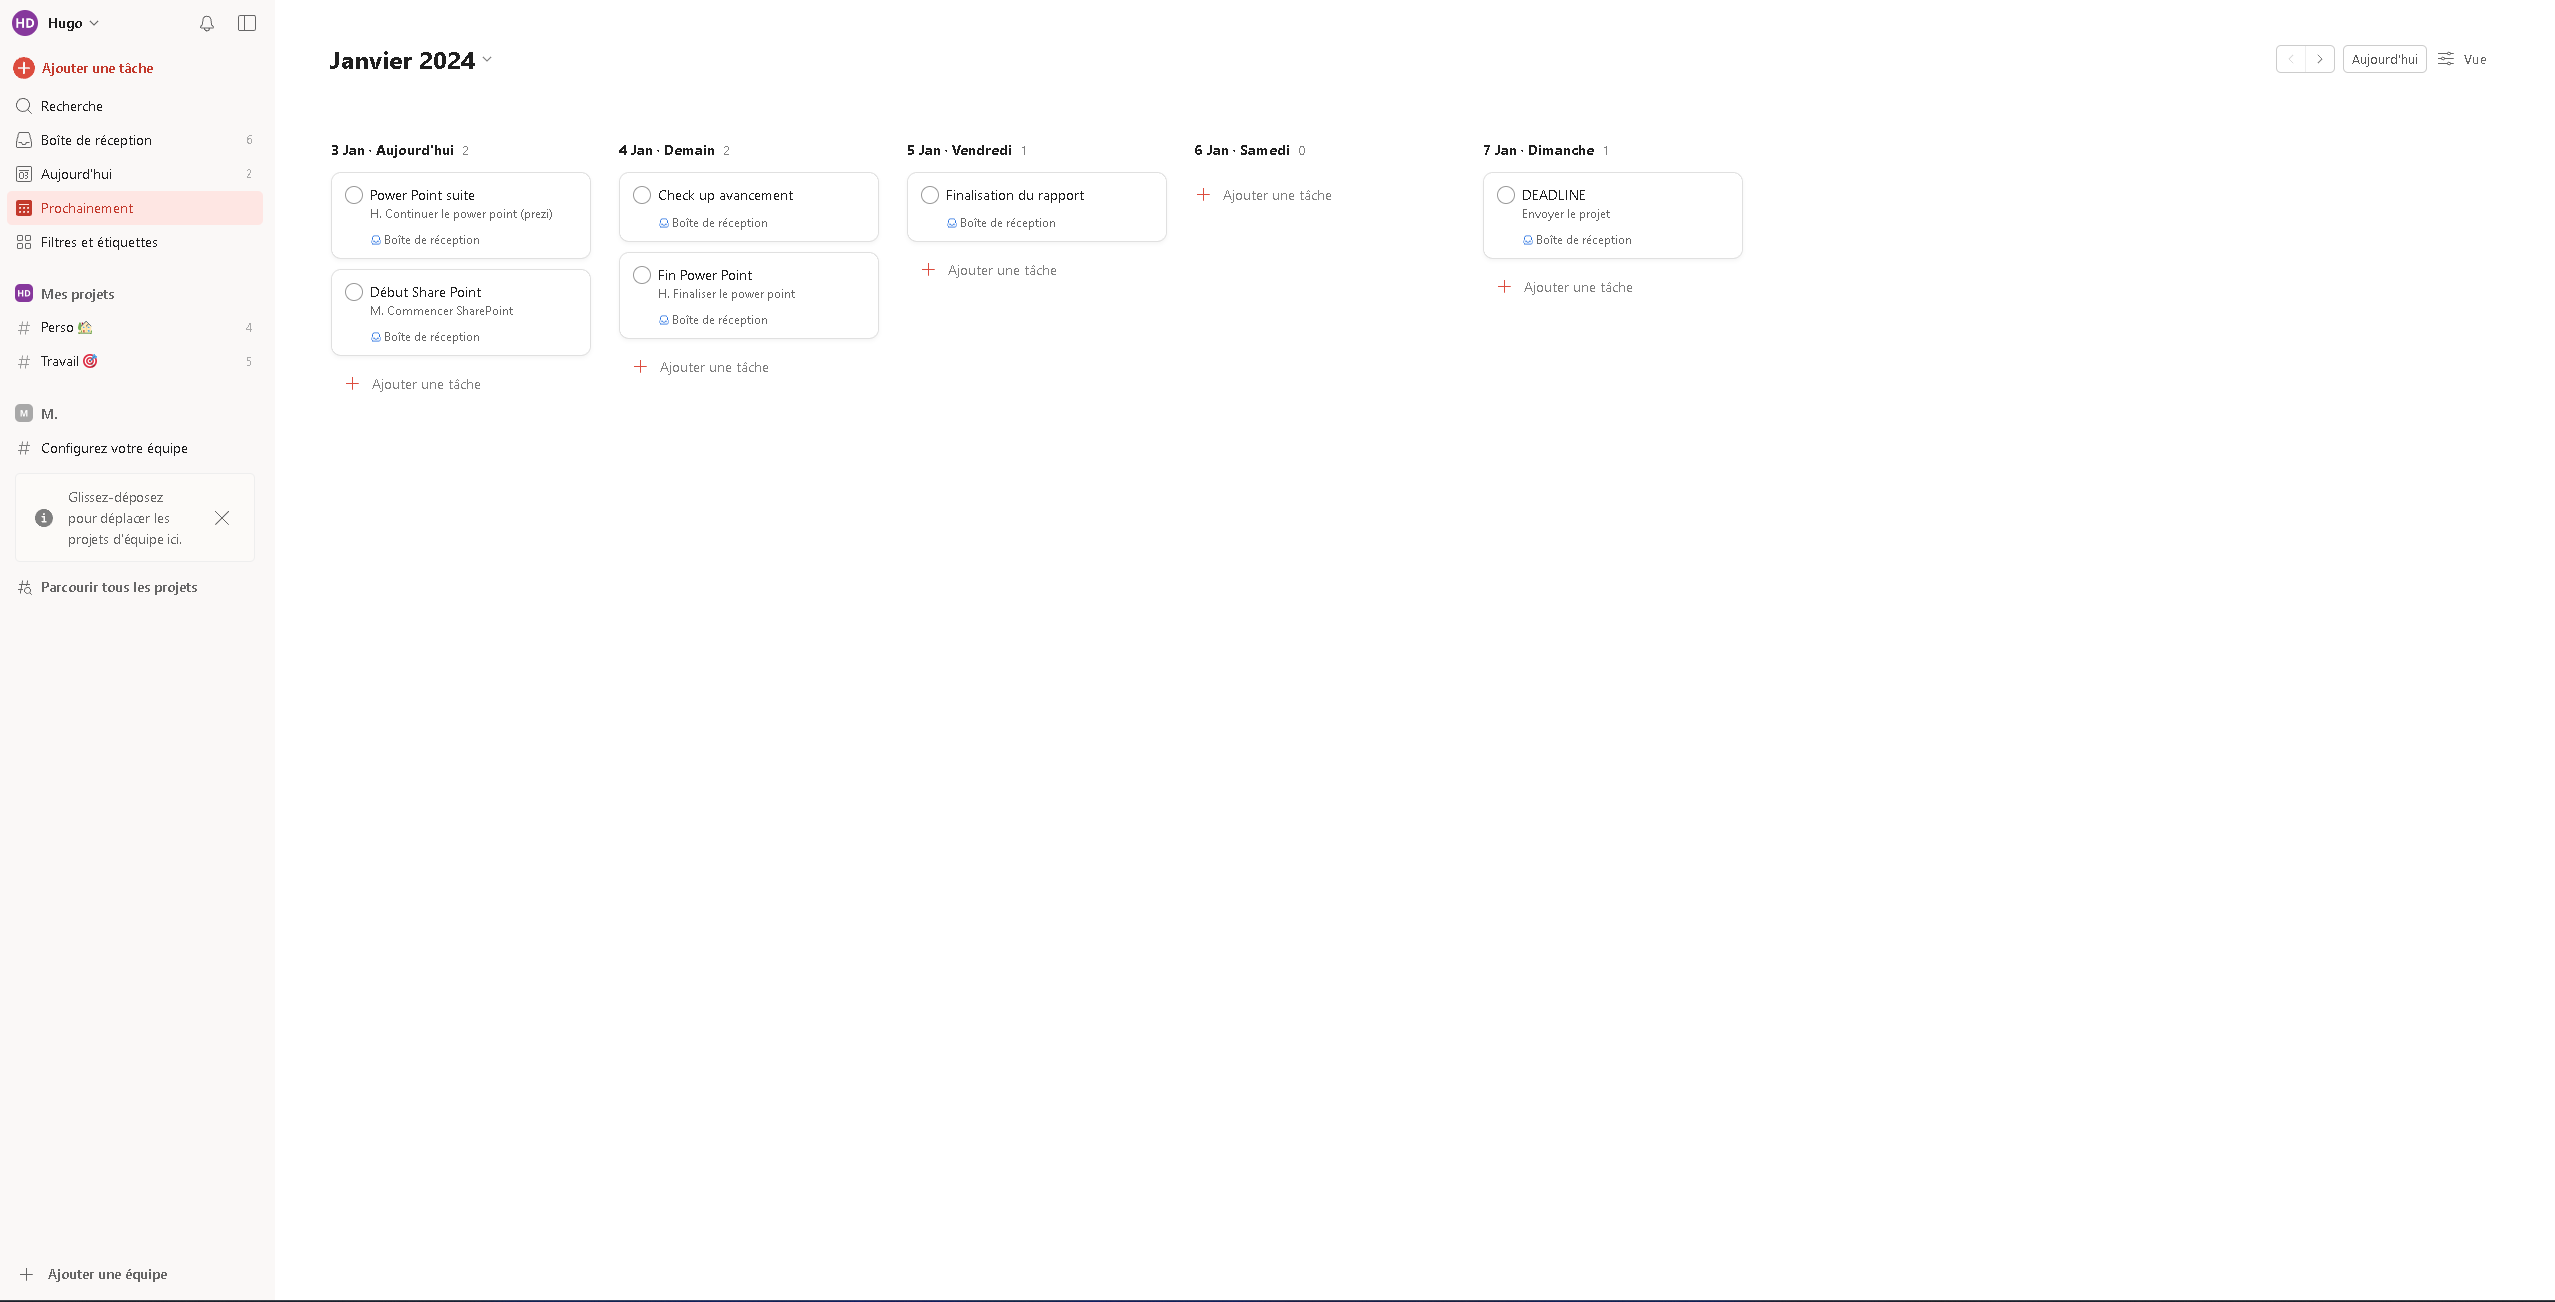 HD Hugo
Ajouter une tâche
Recherche
Boîte de réception 6
03 Aujourd'hui 2
Prochainement
Filtres et étiquettes
HD Mes projets
# Perso 4
# Travail 5
M M.
# Configurez votre équipe
Glissez-déposez
pour déplacer les
projets d'équipe ici.
Parcourir tous les projets
Ajouter une équipe
Janvier 2024
Aujourd'hui
Vue
3 Jan · Aujourd'hui 2
Power Point suite
H. Continuer le power point (prezi)
Boîte de réception
Début Share Point
M. Commencer SharePoint
Boîte de réception
Ajouter une tâche
4 Jan · Demain 2
Check up avancement
Boîte de réception
Fin Power Point
H. Finaliser le power point
Boîte de réception
Ajouter une tâche
5 Jan · Vendredi 1
Finalisation du rapport
Boîte de réception
Ajouter une tâche
6 Jan · Samedi 0
Ajouter une tâche
7 Jan · Dimanche 1
DEADLINE
Envoyer le projet
Boîte de réception
Ajouter une tâche